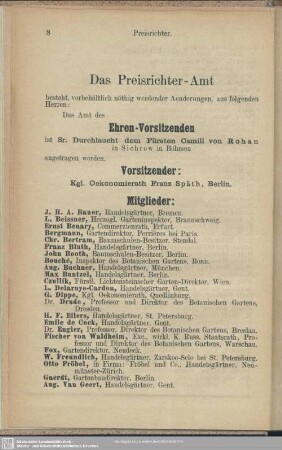 8 Preisrichter.
Das Preisrichter-Amt
besteht, vorbehältlich nöthig werdender Aenderungen, aus folgenden
Herren:
Das Amt des
Ehren-Vorsitzenden
ist Sr. Durchlaucht dem Fürsten Camill von Rohan
in Sichrow in Böhmen
angetragen worden.
Vorsitzender:
Kgl. Oekonomierath Franz Späth, Berlin.
Mitglieder:
J. H. A. Bauer, Handelsgärtner, Bremen.
L. Beissner, Herzogl. Garteninspektor, Braunschweig.
Ernst Benary, Commerzienrath, Erfurt.
Bergmann, Gartendirektor, Ferrières bei Paris.
Chr. Bertram, Baumschulen-Besitzer, Stendal.
Franz Bluth, Handelsgärtner, Berlin.
John Booth, Baumschulen-Besitzer, Berlin.
Bouché, Inspektor des Botanischen Gartens, Bonn.
Aug. Buchner, Handelsgärtner, München.
Max Buntzel, Handelsgärtner, Berlin.
Czullik, Fürstl. Lichtensteinscher Garten-Direktor, Wien.
L. Delaruye-Cardon, Handelsgärtner, Gent.
G. Dippe, Kgl. Oekonomierath, Quedlinburg.
Dr. Drude, Professor und Direktor des Botanischen Gartens,
Dresden.
H. F. Eilers, Handelsgärtner, St. Petersburg.
Emile de Cock, Handelsgärtner, Gent.
Dr. Engler, Professor, Direktor des Botanischen Gartens, Breslau.
Fischer von Waldheim, Exc., wirkl. K. Russ. Staatsrath, Pro-
fessor und Direktor des Botanischen Gartens, Warschau.
Fox, Gartendirektor, Neudeck.
W. Freundlich, Handelsgärtner, Zarskoe-Selo bei St. Petersburg.
Otto Fröbel, in Firma: Fröbel und Co., Handelsgärtner, Neu-
münster-Zürich.
Gaerdt, Gartenbaudirektor, Berlin.
Aug. Van Geert, Handelsgärtner, Gent.